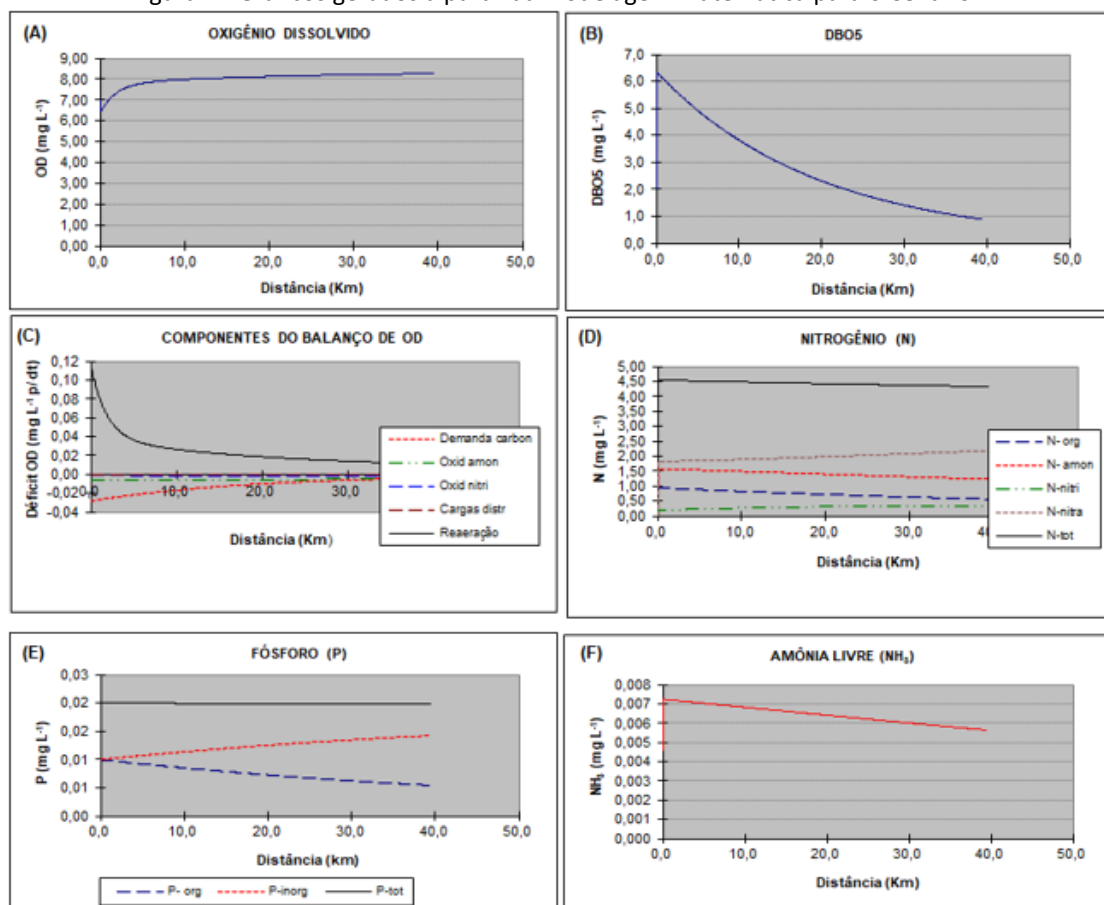 (A) OXIGÊNIO DISSOLVIDO
OD (mg L⁻¹)
9,00
8,00
7,00
6,00
5,00
4,00
3,00
2,00
1,00
0,00
0,0 10,0 20,0 30,0 40,0 50,0
Distância (Km)
(B) DBO5
DBO5 (mg L⁻¹)
7,0
6,0
5,0
4,0
3,0
2,0
1,0
0,0
0,0 10,0 20,0 30,0 40,0 50,0
Distância (Km)
(C) COMPONENTES DO BALANÇO DE OD
Déficit OD (mg L⁻¹ p/ dt)
0,12
0,10
0,08
0,06
0,04
0,02
0,00
-0,02
-0,04
0,0 10,0 20,0 30,0
Distância (Km)
Demanda carbon
Oxid amon
Oxid nitri
Cargas distr
Reaeração
(D) NITROGÊNIO (N)
N (mg L⁻¹)
5,00
4,50
4,00
3,50
3,00
2,50
2,00
1,50
1,00
0,50
0,00
0,0 10,0 20,0 30,0
Distância (Km)
N- org
N- amon
N-nitri
N-nitra
N-tot
(E) FÓSFORO (P)
P (mg L⁻¹)
0,03
0,02
0,02
0,01
0,01
0,00
0,0 10,0 20,0 30,0 40,0 50,0
Distância (km)
P- org P-inorg P-tot
(F) AMÔNIA LIVRE (NH₃)
NH₃ (mg L⁻¹)
0,008
0,007
0,006
0,005
0,004
0,003
0,002
0,001
0,000
0,0 10,0 20,0 30,0 40,0 50,0
Distância (Km)